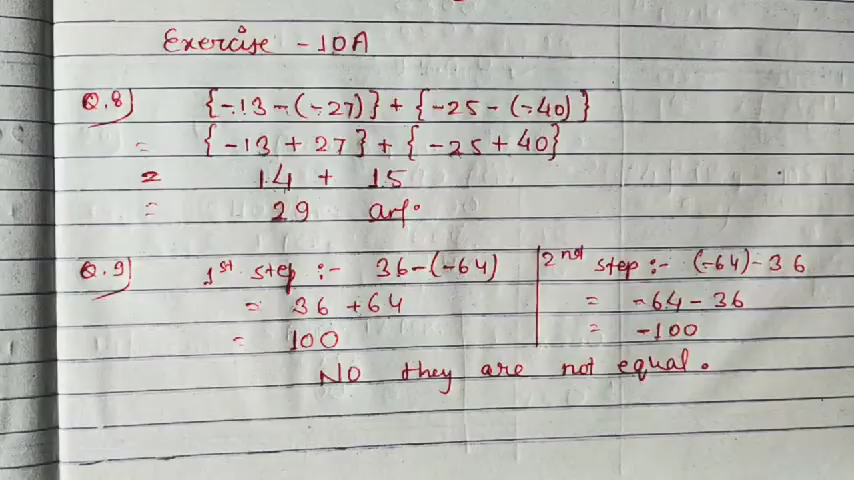 Exercise - 10A
Q.8) {-13-(-27)} + {-25-(-40)}
= {-13 + 27} + {-25 + 40}
= 14 + 15
= 29 
Q.9) 1st step :- 36-(-64)
= 36 + 64
= 100
2nd step :- (-64)-36
= -64 - 36
= -100
No they are not equal.